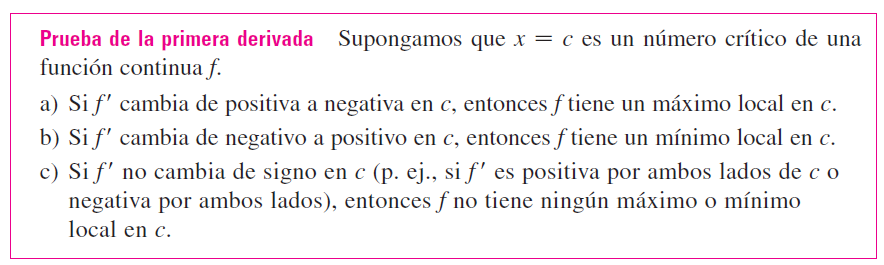 Prueba de la primera derivada Supongamos que x = c es un número crítico de una
función continua f.
a) Si f′ cambia de positiva a negativa en c, entonces f tiene un máximo local en c.
b) Si f′ cambia de negativo a positivo en c, entonces f tiene un mínimo local en c.
c) Si f′ no cambia de signo en c (p. ej., si f′ es positiva por ambos lados de c o
negativa por ambos lados), entonces f no tiene ningún máximo o mínimo
local en c.